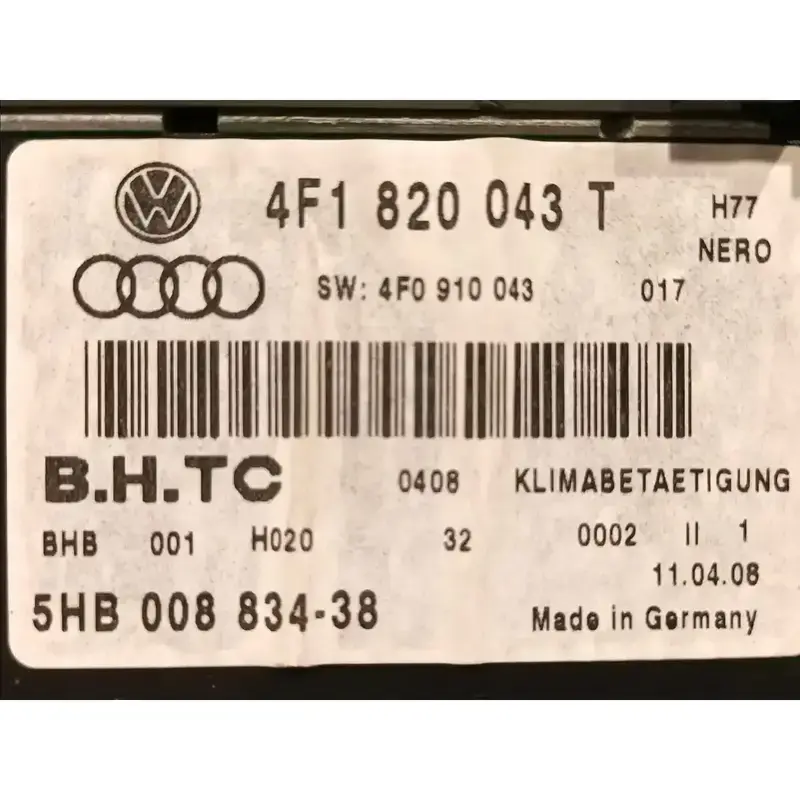 4F1 820 043 T H77
NERO
SW: 4F0 910 043 017
B.H.TC 0408 KLIMABETAETIGUNG
BHB 001 H020 32 0002 II 1
11.04.08
5HB 008 834-38 Made in Germany